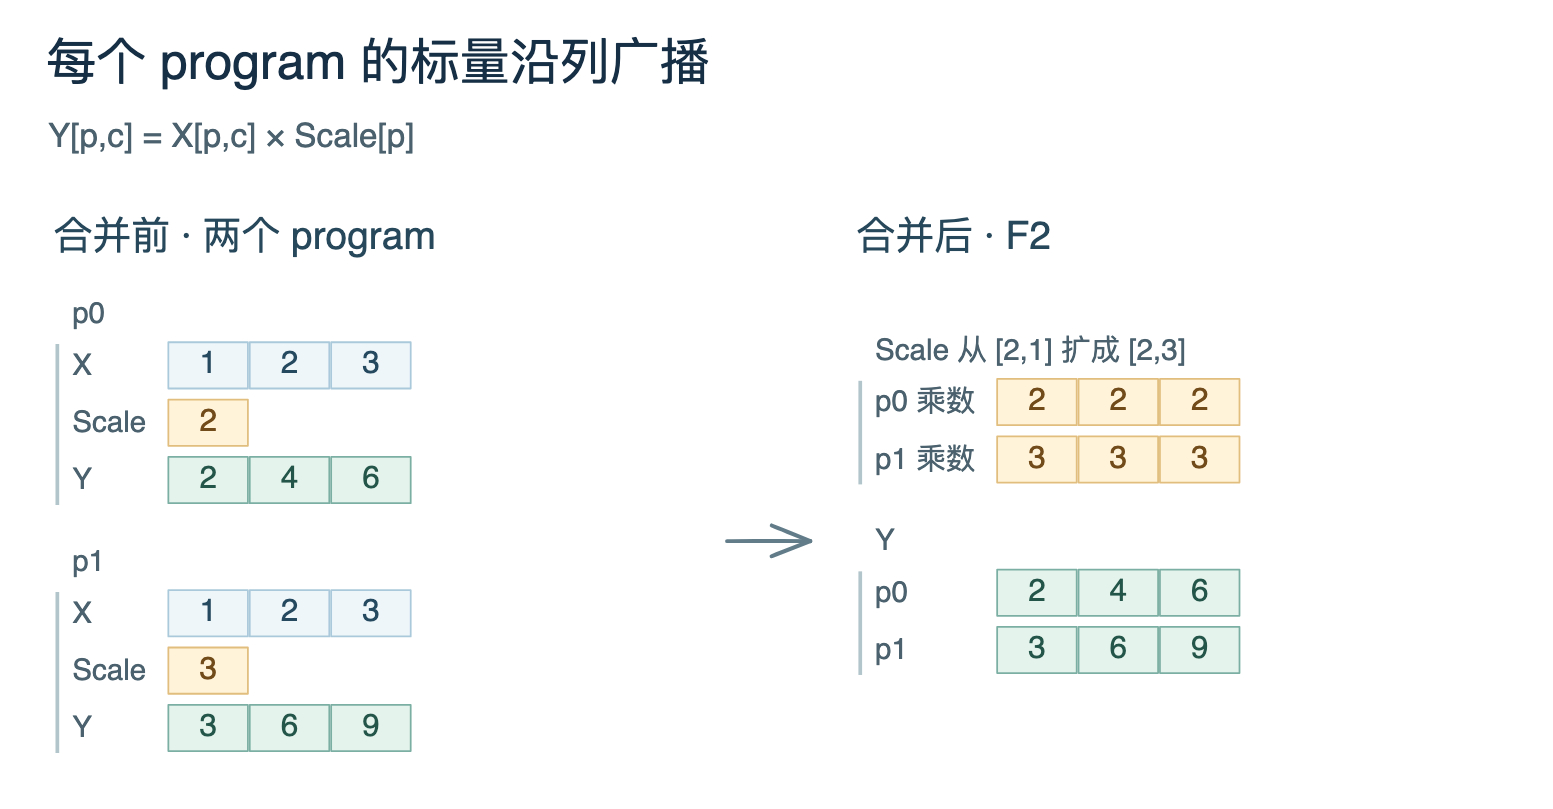 每个 program 的标量沿列广播
Y[p,c] = X[p,c] × Scale[p]
合并前 · 两个 program
p0
X 1 2 3
Scale 2
Y 2 4 6
p1
X 1 2 3
Scale 3
Y 3 6 9
合并后 · F2
Scale 从 [2,1] 扩成 [2,3]
p0 乘数 2 2 2
p1 乘数 3 3 3
Y
p0 2 4 6
p1 3 6 9